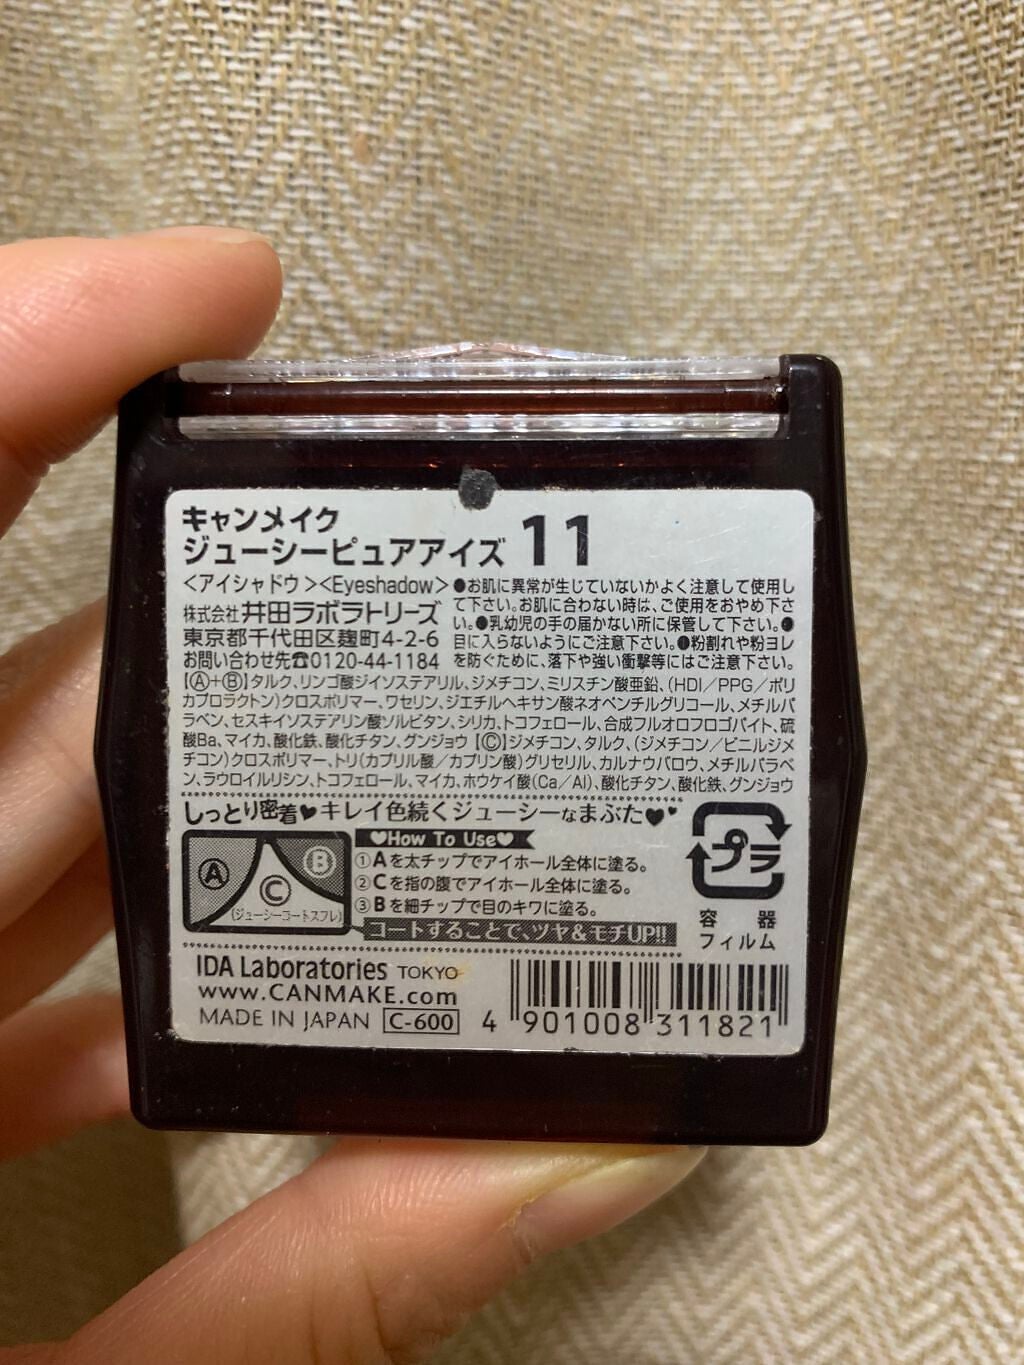 キャンメイク
ジューシーピュアアイズ 11
<アイシャドウ><Eyeshadow>
株式会社 井田ラボラトリーズ
東京都千代田区麹町4-2-6
お問い合わせ先☎0120-44-1184
●お肌に異常が生じていないかよく注意して使用し
て下さい。お肌に合わない時は、ご使用をおやめ下さ
い。●乳幼児の手の届かない所に保管して下さい。●
目に入らないようにご注意下さい。●粉割れや粉ヨレ
を防ぐために、落下や強い衝撃等にはご注意下さい。
【Ⓐ+Ⓑ】タルク、リンゴ酸ジイソステアリル、ジメチコン、ミリスチン酸亜鉛、(HDI/PPG/ポリ
カプロラクトン)クロスポリマー、ワセリン、ジエチルヘキサン酸ネオペンチルグリコール、メチルパ
ラベン、セスキイソステアリン酸ソルビタン、シリカ、トコフェロール、合成フルオロフロゴパイト、硫
酸Ba、マイカ、酸化鉄、酸化チタン、グンジョウ【Ⓒ】ジメチコン、タルク、(ジメチコン/ビニルジメ
チコン)クロスポリマー、トリ(カプリル酸/カプリン酸)グリセリル、カルナウバロウ、メチルパラベ
ン、ラウロイルリシン、トコフェロール、マイカ、ホウケイ酸(Ca/Al)、酸化チタン、酸化鉄、グンジョウ
しっとり密着♥キレイ色続くジューシーなまぶた♥♥
Ⓐ Ⓑ Ⓒ
(ジューシーコートスフレ)
♥How To Use♥
①Aを太チップでアイホール全体に塗る。
②Cを指の腹でアイホール全体に塗る。
③Bを細チップで目のキワに塗る。
コートすることで、ツヤ&モチUP!!
プラ
容器
フィルム
IDA Laboratories TOKYO
www.CANMAKE.com
MADE IN JAPAN C-600
4 901008 311821